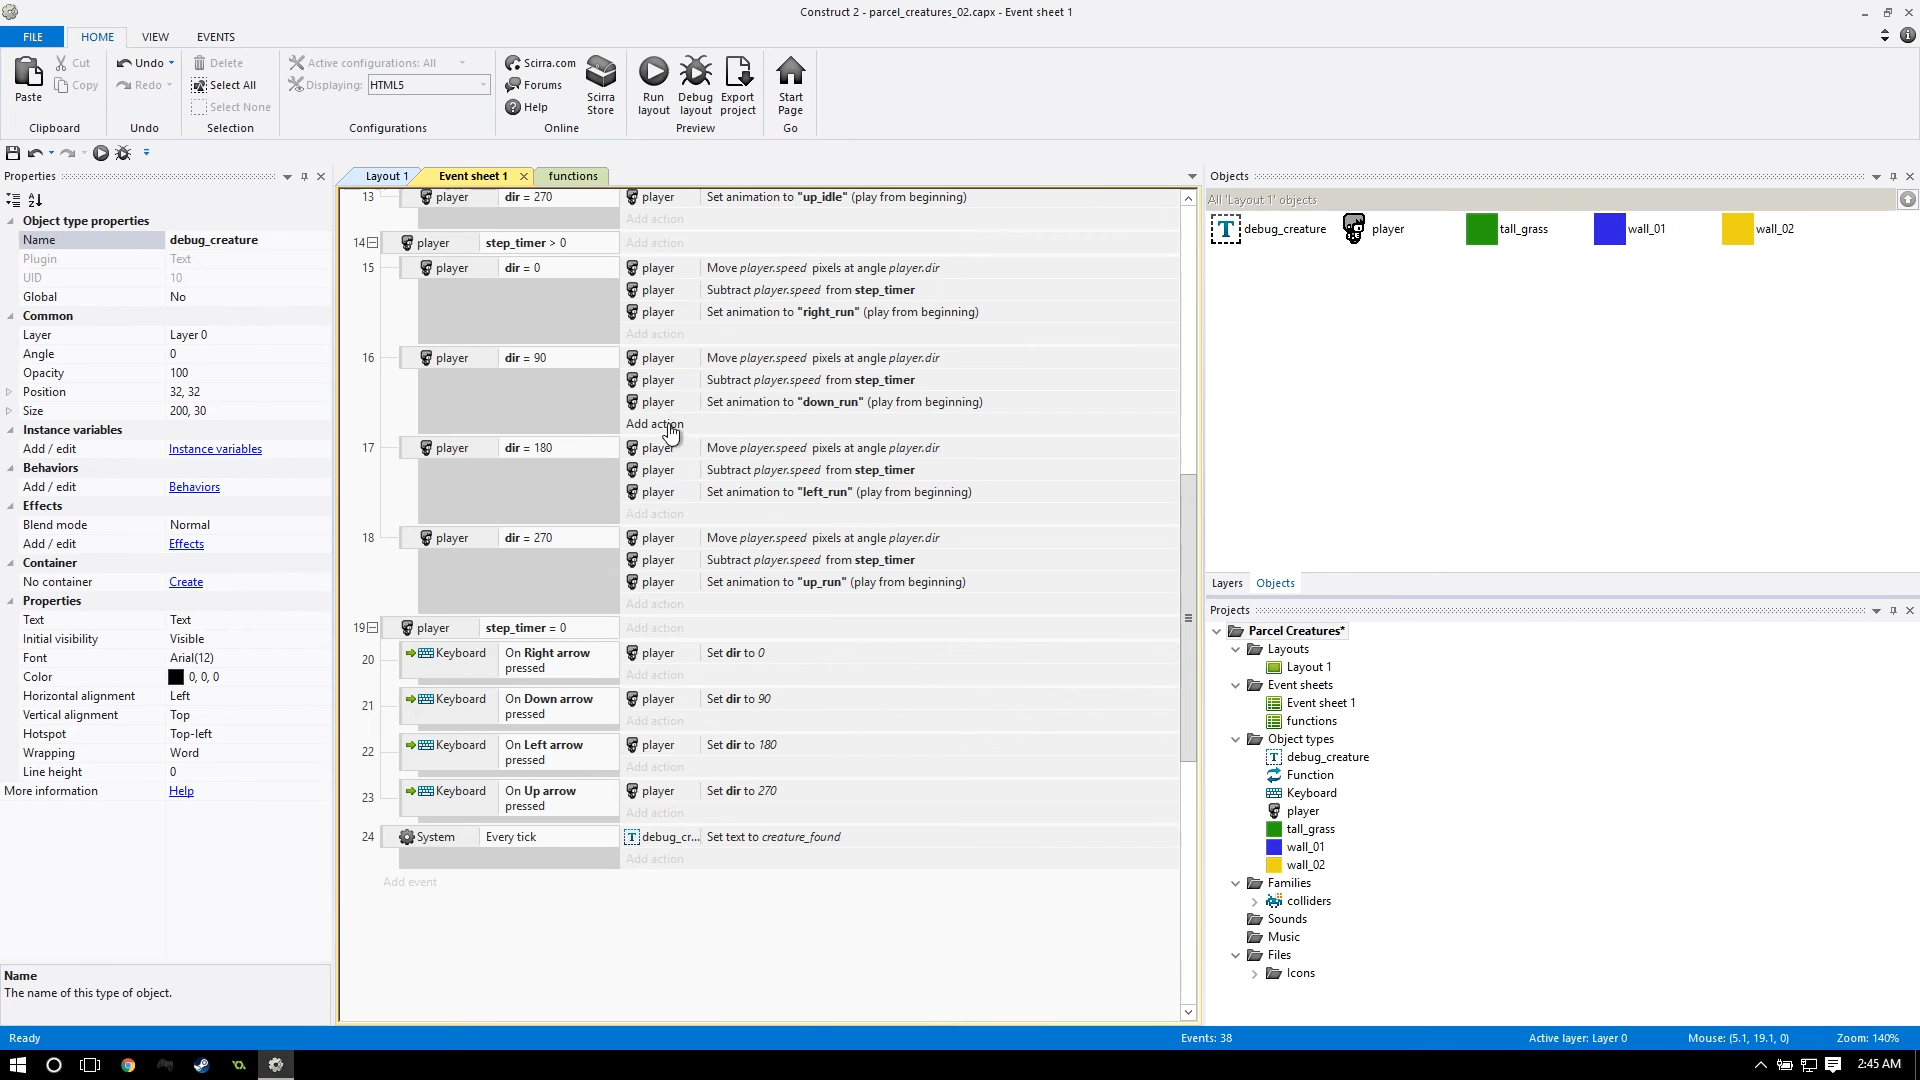 Construct 2 - parcel_creatures_02.capx - Event sheet 1
FILE HOME VIEW EVENTS
Paste Cut Copy Clipboard
Undo Redo Undo
Delete Select All Select None Selection
Active configurations: All
Displaying: HTML5
Configurations
Scirra.com Forums Help Scirra Store Online
Run layout Debug layout Export project Preview
Start Page Go
Properties
Object type properties
Name debug_creature
Plugin Text
UID 10
Global No
Common
Layer Layer 0
Angle 0
Opacity 100
Position 32, 32
Size 200, 30
Instance variables
Add / edit Instance variables
Behaviors
Add / edit Behaviors
Effects
Blend mode Normal
Add / edit Effects
Container
No container Create
Properties
Text Text
Initial visibility Visible
Font Arial(12)
Color 0, 0, 0
Horizontal alignment Left
Vertical alignment Top
Hotspot Top-left
Wrapping Word
Line height 0
More information Help
Name
The name of this type of object.
Layout 1 Event sheet 1 functions
13 player dir = 270 player Set animation to "up_idle" (play from beginning)
Add action
14 player step_timer > 0 Add action
15 player dir = 0 player Move player.speed pixels at angle player.dir
player Subtract player.speed from step_timer
player Set animation to "right_run" (play from beginning)
Add action
16 player dir = 90 player Move player.speed pixels at angle player.dir
player Subtract player.speed from step_timer
player Set animation to "down_run" (play from beginning)
Add action
17 player dir = 180 player Move player.speed pixels at angle player.dir
player Subtract player.speed from step_timer
player Set animation to "left_run" (play from beginning)
Add action
18 player dir = 270 player Move player.speed pixels at angle player.dir
player Subtract player.speed from step_timer
player Set animation to "up_run" (play from beginning)
Add action
19 player step_timer = 0 Add action
20 Keyboard On Right arrow pressed player Set dir to 0
Add action
21 Keyboard On Down arrow pressed player Set dir to 90
Add action
22 Keyboard On Left arrow pressed player Set dir to 180
Add action
23 Keyboard On Up arrow pressed player Set dir to 270
Add action
24 System Every tick T debug_cr... Set text to creature_found
Add action
Add event
Objects
All 'Layout 1' objects
T debug_creature player tall_grass wall_01 wall_02
Layers Objects
Projects
Parcel Creatures*
Layouts
Layout 1
Event sheets
Event sheet 1
functions
Object types
T debug_creature
Function
Keyboard
player
tall_grass
wall_01
wall_02
Families
colliders
Sounds
Music
Files
Icons
Ready Events: 38 Active layer: Layer 0 Mouse: (5.1, 19.1, 0) Zoom: 140%
2:45 AM